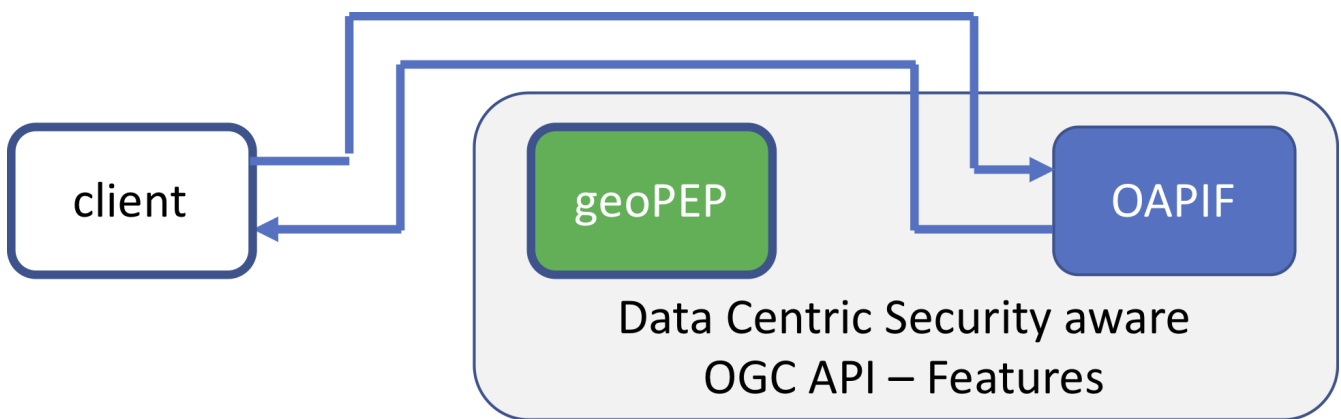 client
geoPEP
OAPIF
Data Centric Security aware
OGC API – Features